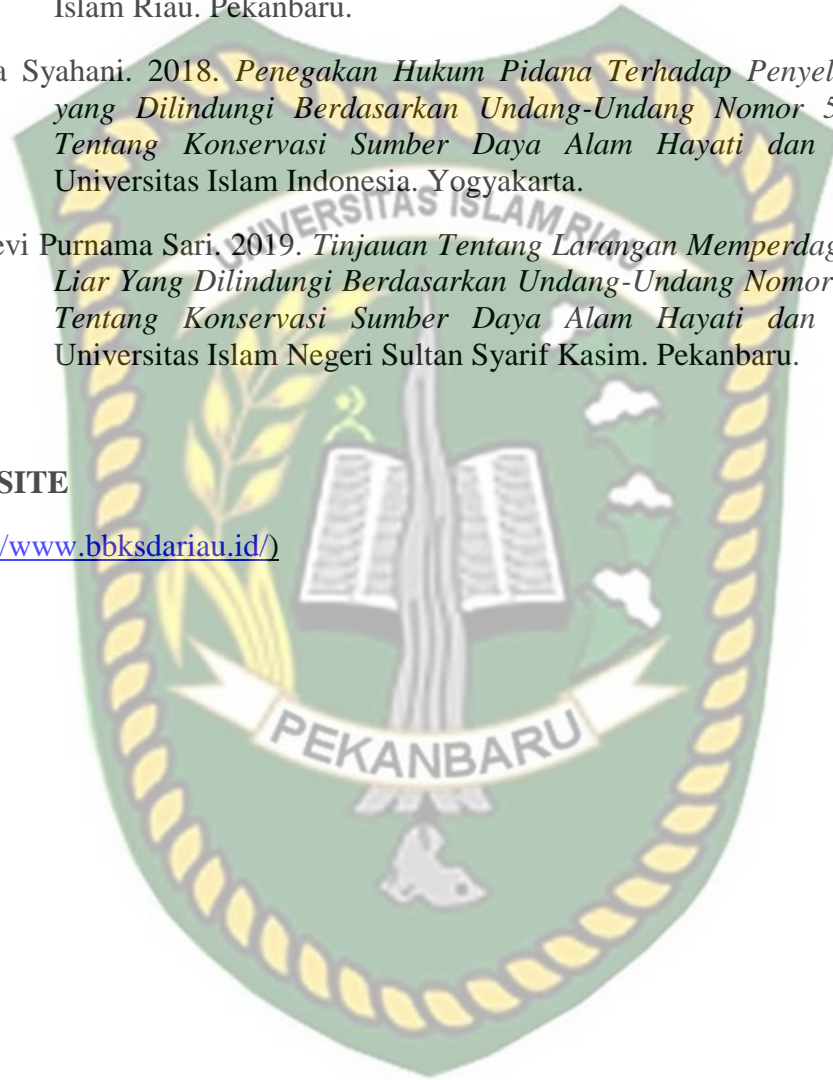 Islam Riau. Pekanbaru.
a Syahani. 2018. Penegakan Hukum Pidana Terhadap Penyel
yang Dilindungi Berdasarkan Undang-Undang Nomor 5
Tentang Konservasi Sumber Daya Alam Hayati dan
Universitas Islam Indonesia. Yogyakarta.
UNIVERSITAS ISLAM RIAU
evi Purnama Sari. 2019. Tinjauan Tentang Larangan Memperdag
Liar Yang Dilindungi Berdasarkan Undang-Undang Nomor
Tentang Konservasi Sumber Daya Alam Hayati dan
Universitas Islam Negeri Sultan Syarif Kasim. Pekanbaru.
SITE
/www.bbksdariau.id/)
PEKANBARU